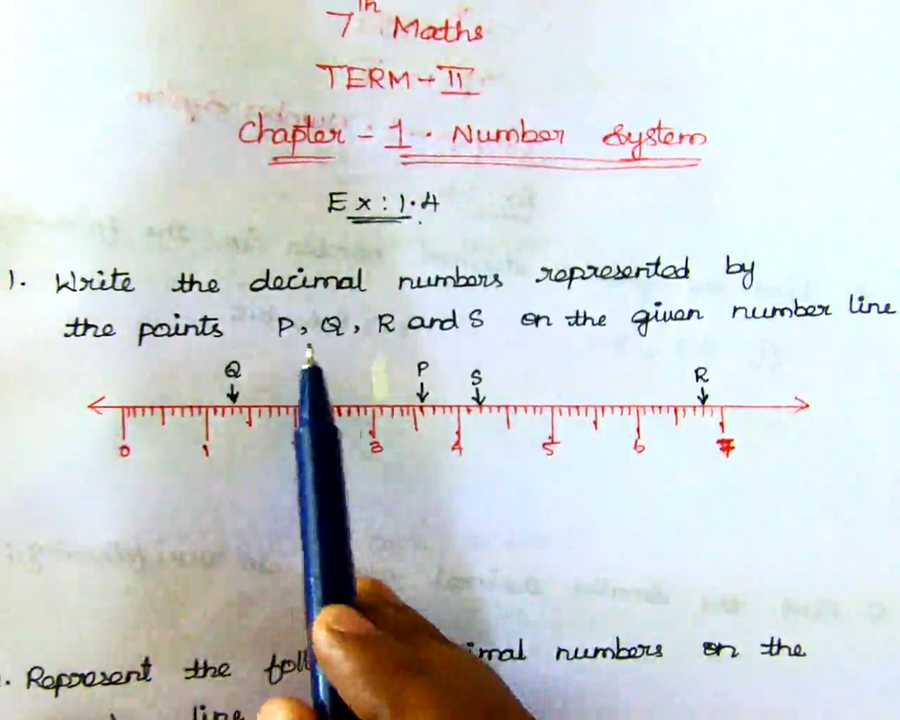 7th Maths
TERM - II
Chapter - 1. Number System
Ex: 1.4
1. Write the decimal numbers represented by
the points P, Q, R and S on the given number line
Q P S R
0 1 3 4 5 6 7
Represent the imal numbers on the
line